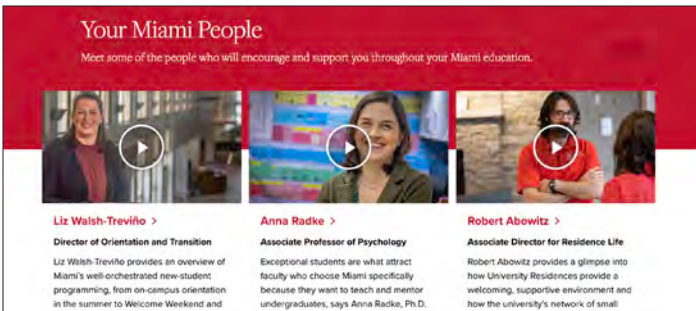 Your Miami People
Meet some of the people who will encourage and support you throughout your Miami education.
Liz Walsh-Treviño >
Director of Orientation and Transition
Liz Walsh-Treviño provides an overview of
Miami's well-orchestrated new-student
programming, from on-campus orientation
in the summer to Welcome Weekend and
Anna Radke >
Associate Professor of Psychology
Exceptional students are what attract
faculty who choose Miami specifically
because they want to teach and mentor
undergraduates, says Anna Radke, Ph.D.
Robert Abowitz >
Associate Director for Residence Life
Robert Abowitz provides a glimpse into
how University Residences provide a
welcoming, supportive environment and
how the university's network of small